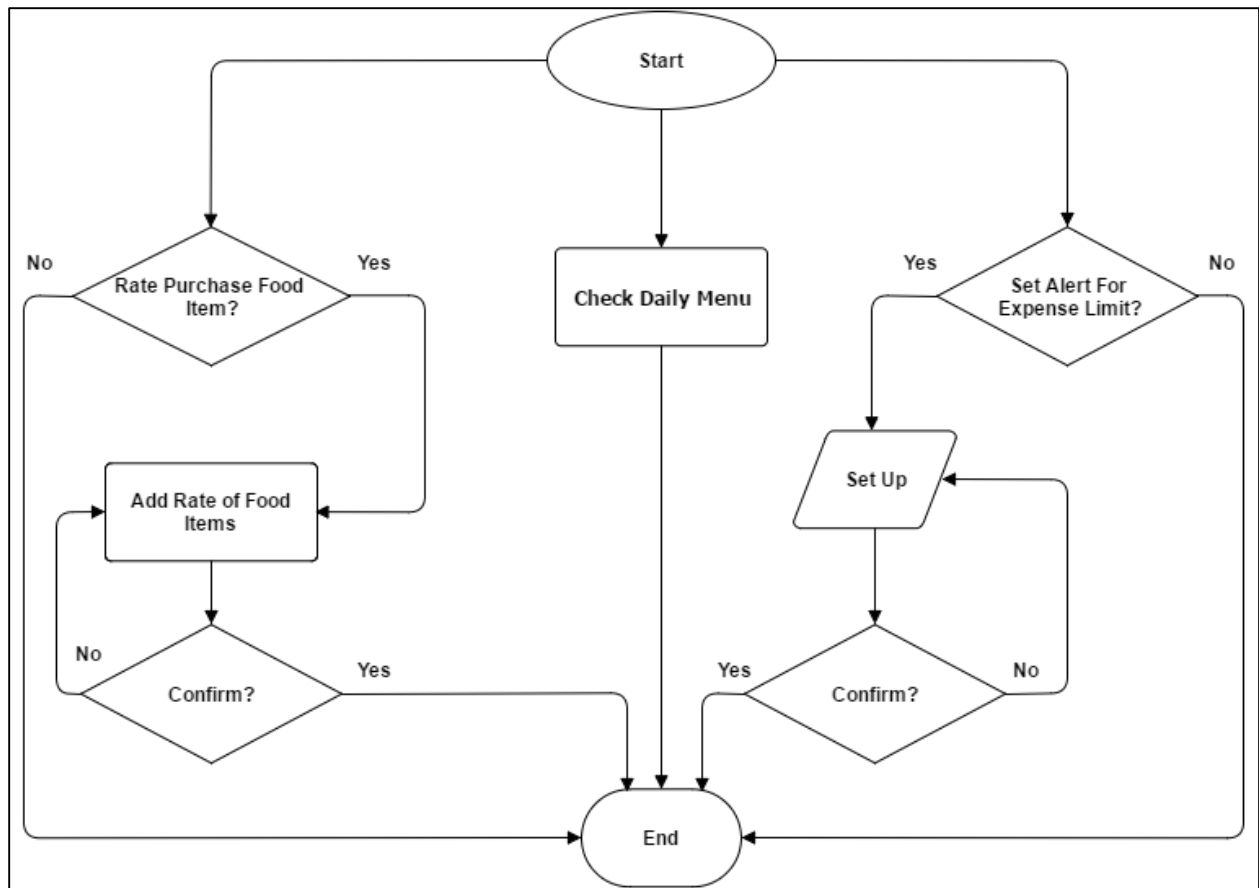 Start
No
Yes
Rate Purchase Food
Item?
Check Daily Menu
Yes
No
Set Alert For
Expense Limit?
Add Rate of Food
Items
Set Up
No
Yes
Confirm?
Yes
No
Confirm?
End